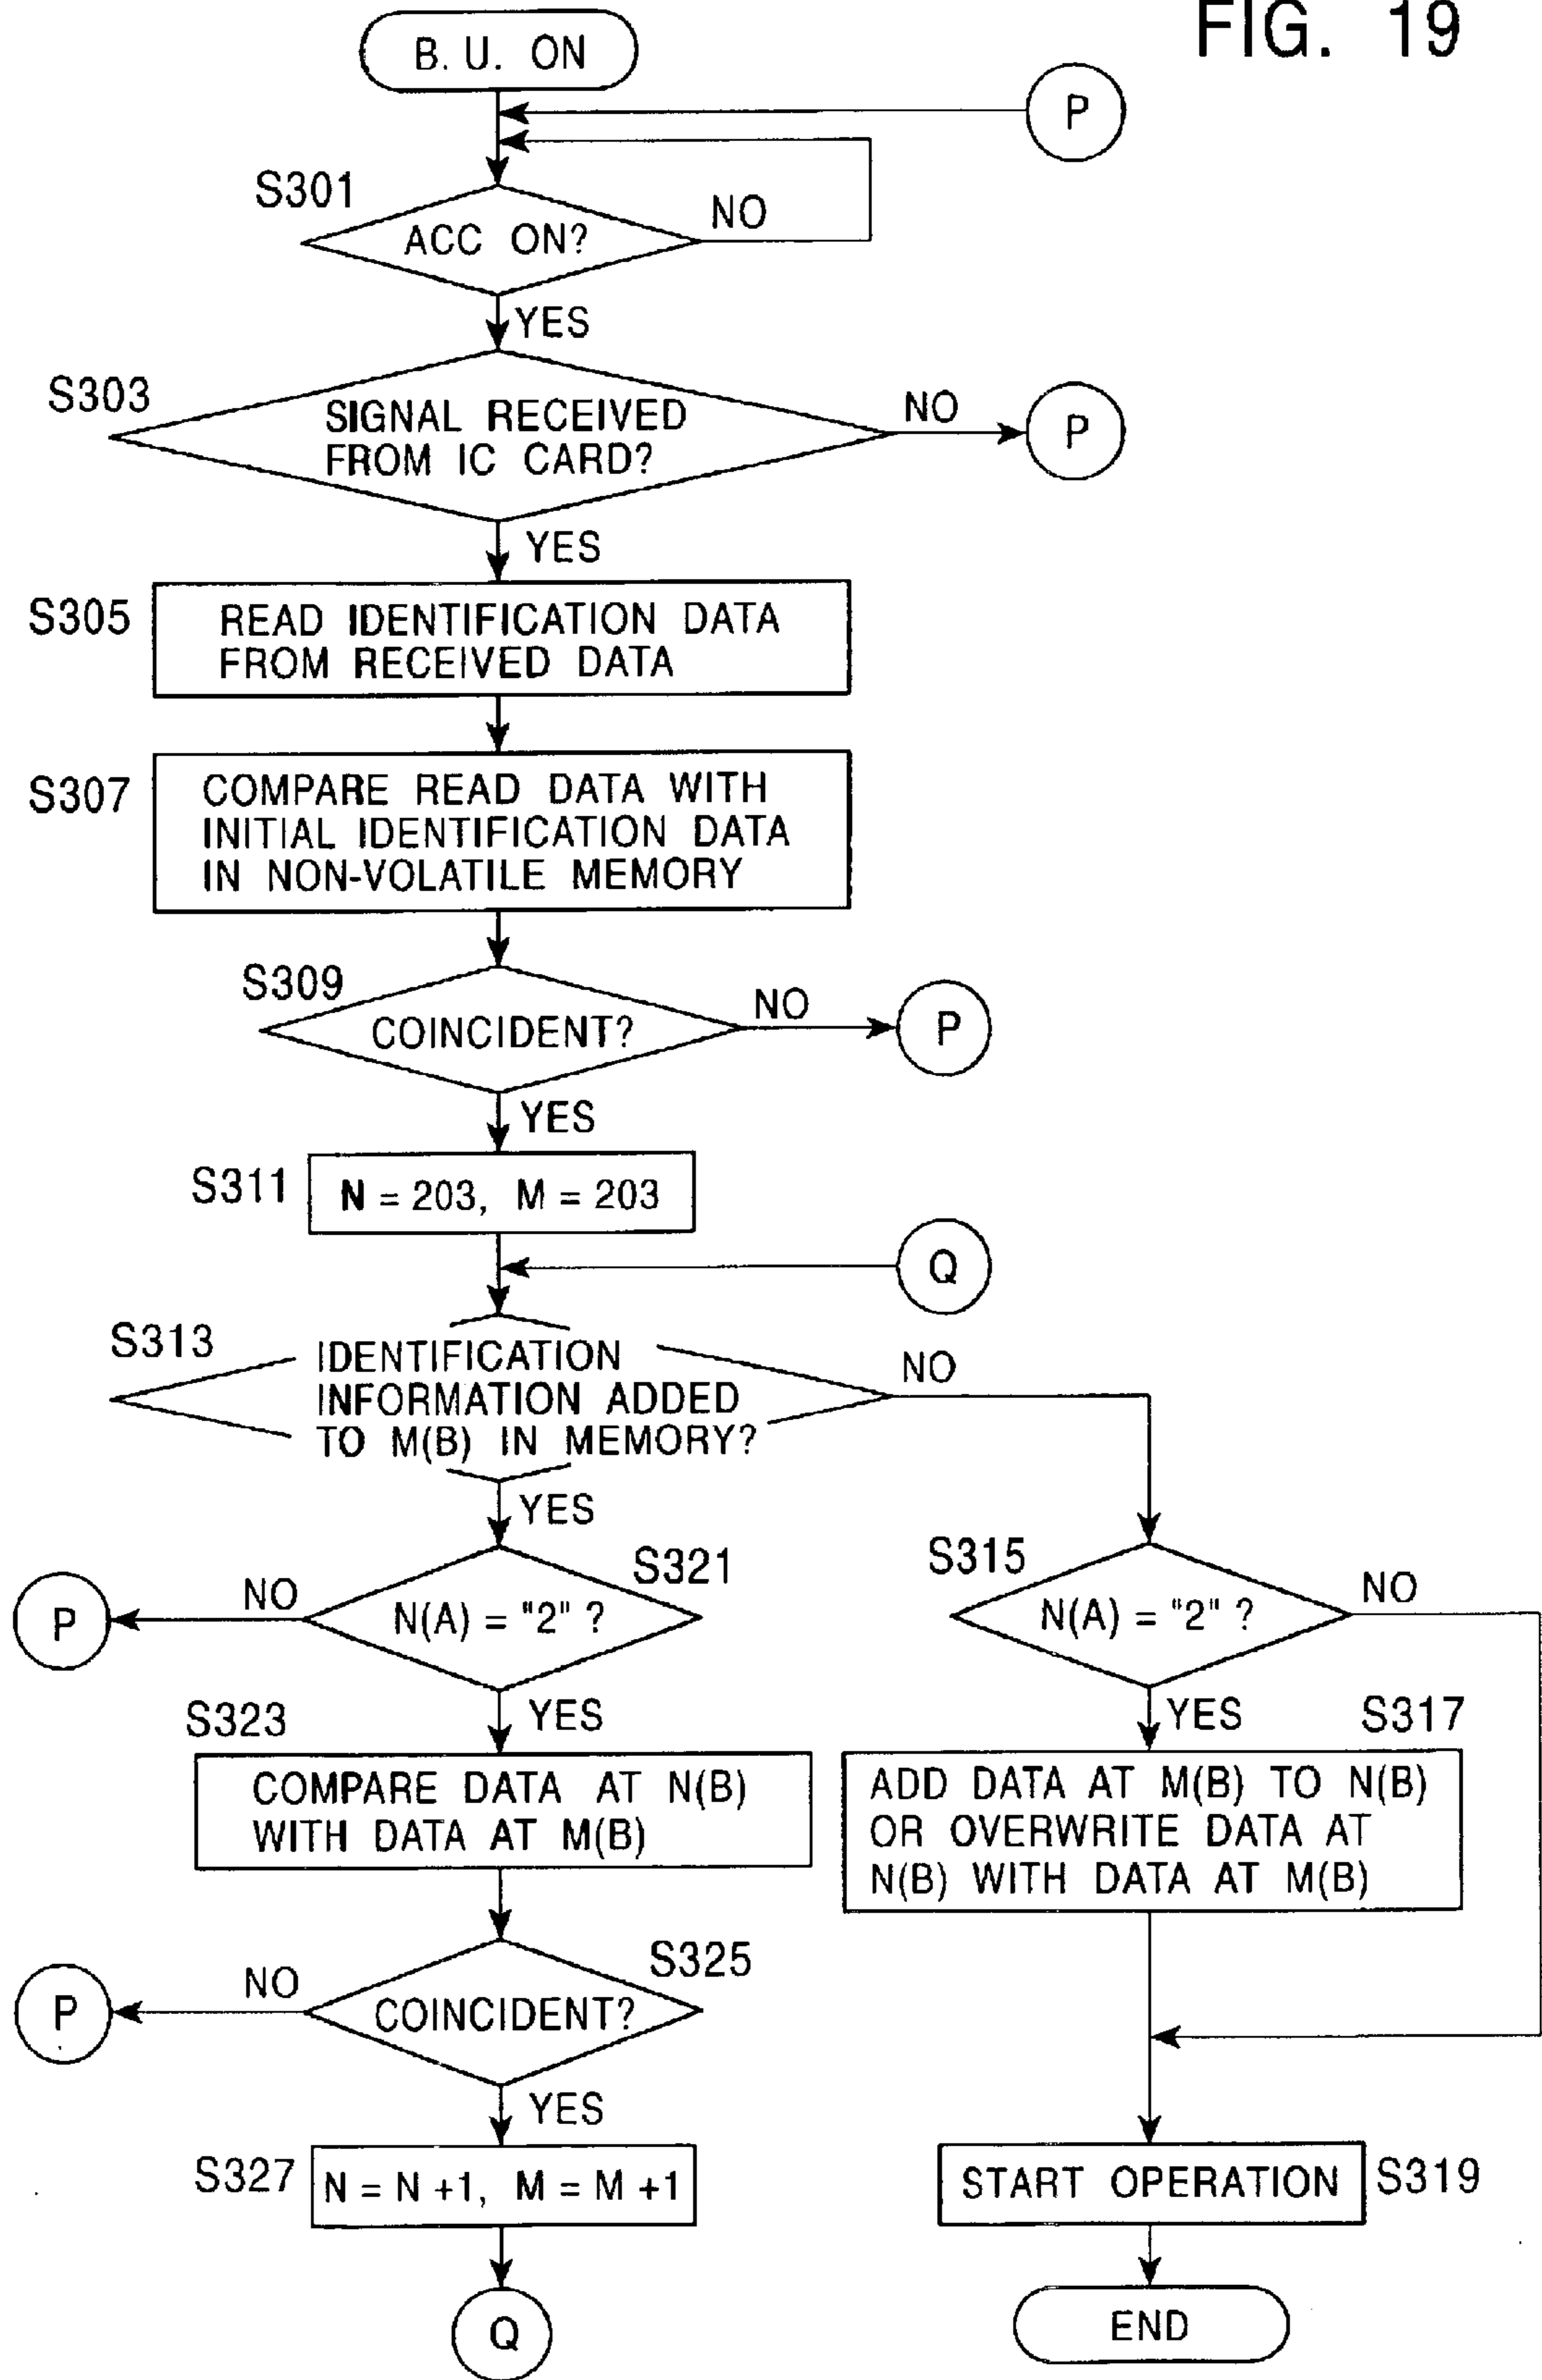 FIG. 19
B. U. ON
P
S301
ACC ON?
NO
YES
S303
SIGNAL RECEIVED
FROM IC CARD?
NO
P
YES
S305
READ IDENTIFICATION DATA
FROM RECEIVED DATA
S307
COMPARE READ DATA WITH
INITIAL IDENTIFICATION DATA
IN NON-VOLATILE MEMORY
S309
COINCIDENT?
NO
P
YES
S311
N = 203, M = 203
Q
S313
IDENTIFICATION
INFORMATION ADDED
TO M(B) IN MEMORY?
NO
YES
S321
N(A) = "2" ?
NO
P
YES
S315
N(A) = "2" ?
NO
YES
S323
COMPARE DATA AT N(B)
WITH DATA AT M(B)
S317
ADD DATA AT M(B) TO N(B)
OR OVERWRITE DATA AT
N(B) WITH DATA AT M(B)
S325
COINCIDENT?
NO
P
YES
S327
N = N +1, M = M +1
Q
START OPERATION
S319
END